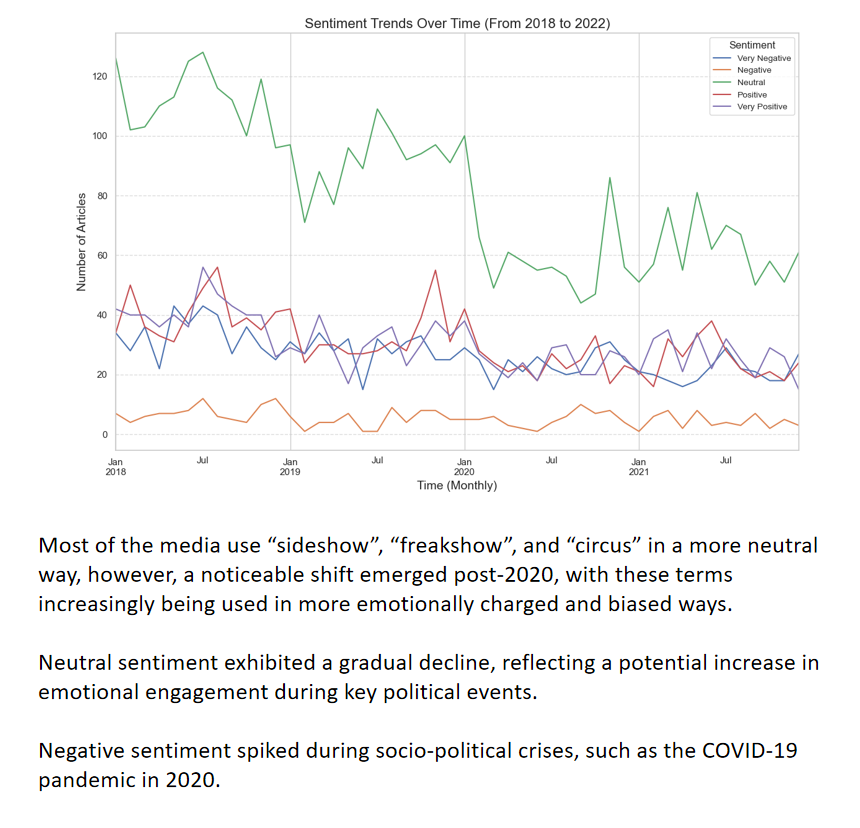 Sentiment Trends Over Time (From 2018 to 2022)
Sentiment
Very Negative
Negative
Neutral
Positive
Very Positive
Number of Articles
120
100
80
60
40
20
0
Jan
2018
Jul
Jan
2019
Jul
Jan
2020
Jul
Jan
2021
Jul
Time (Monthly)
Most of the media use “sideshow”, “freakshow”, and “circus” in a more neutral
way, however, a noticeable shift emerged post-2020, with these terms
increasingly being used in more emotionally charged and biased ways.
Neutral sentiment exhibited a gradual decline, reflecting a potential increase in
emotional engagement during key political events.
Negative sentiment spiked during socio-political crises, such as the COVID-19
pandemic in 2020.